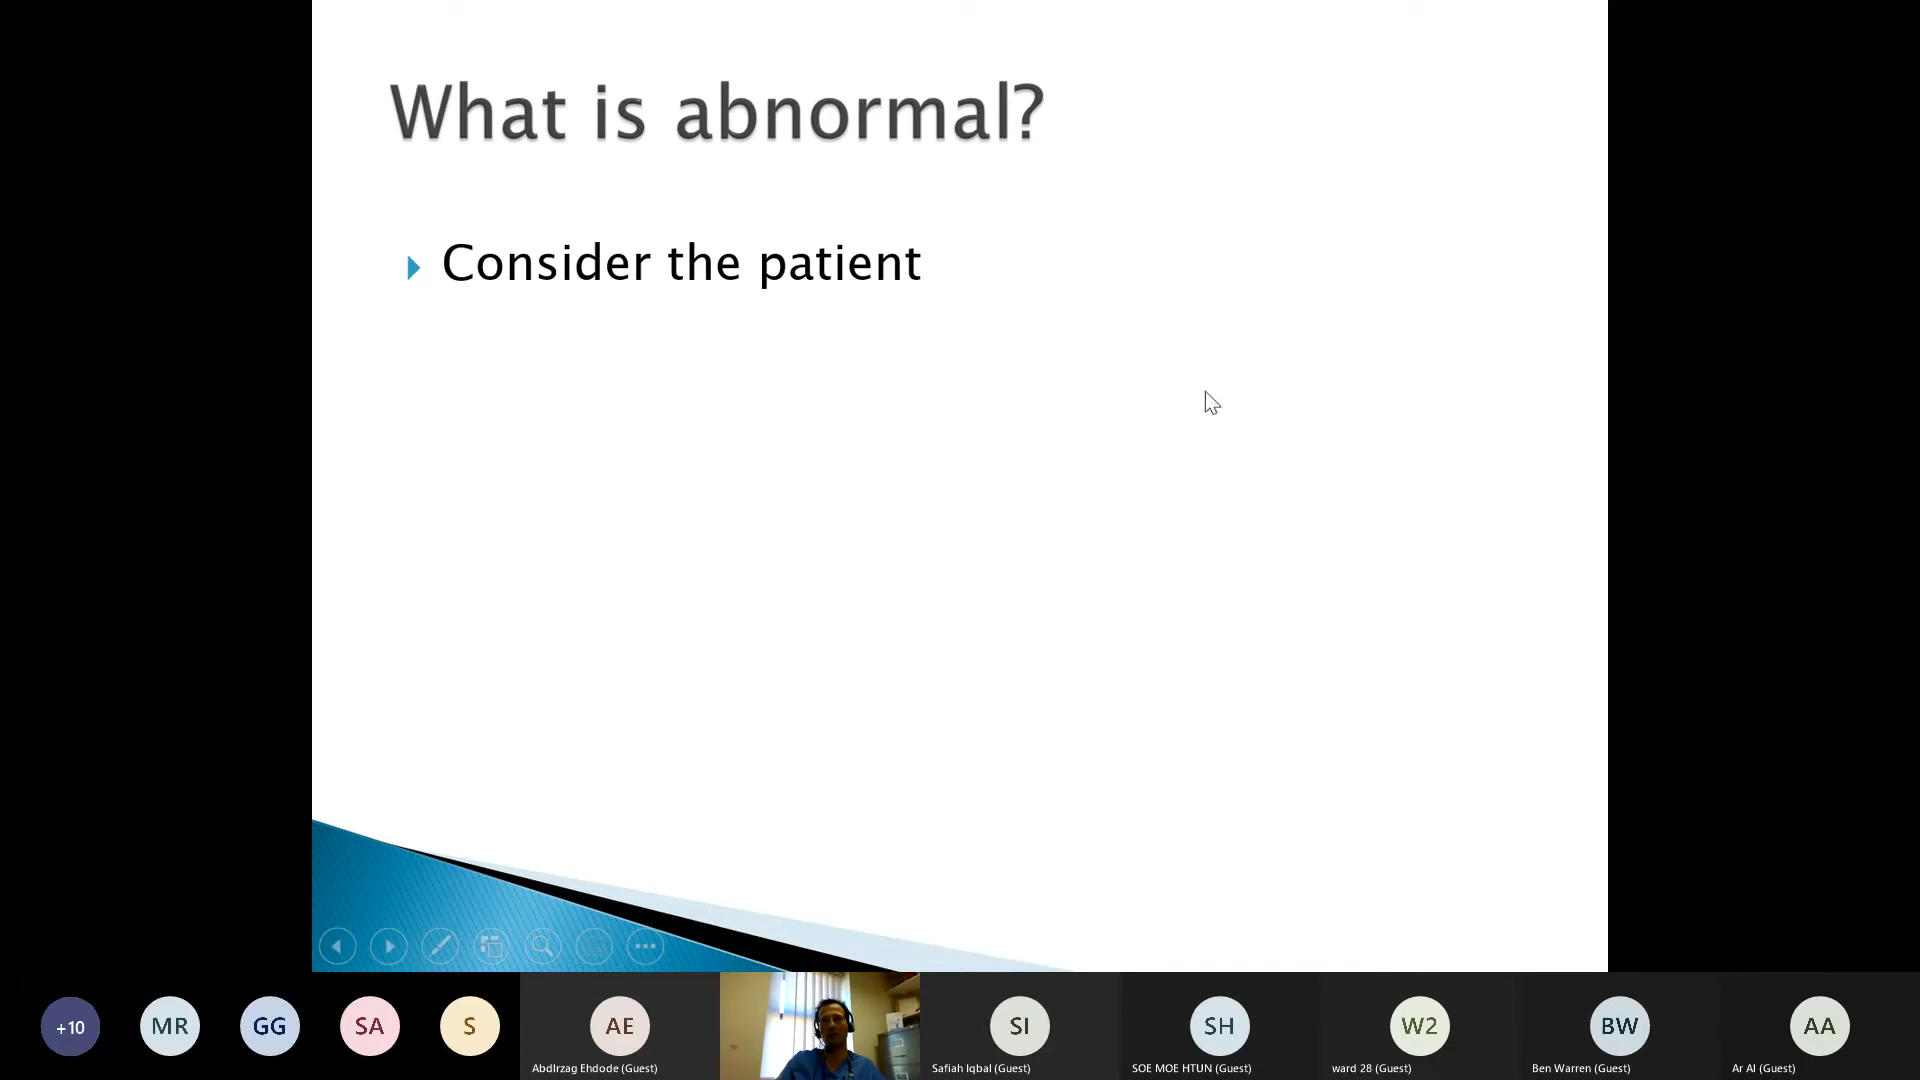 What is abnormal?
Consider the patient
+10
MR
GG
SA
S
AE
SI
SH
W2
BW
AA
Abdlrzag Ehdode (Guest)
Safiah Iqbal (Guest)
SOE MOE HTUN (Guest)
ward 28 (Guest)
Ben Warren (Guest)
Ar Al (Guest)